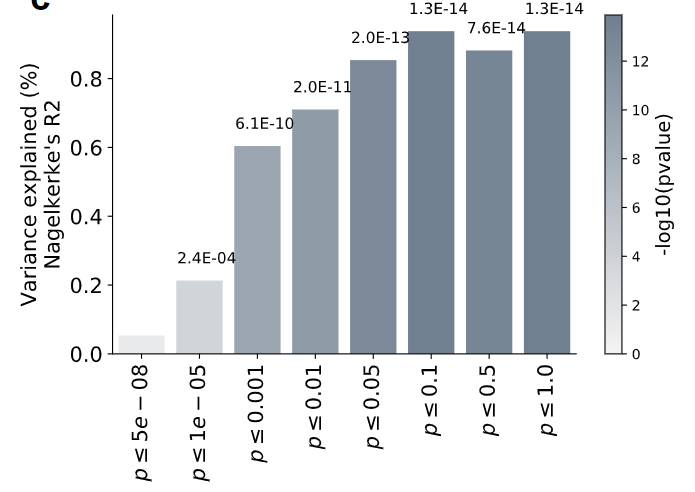 c
1.3E-14
1.3E-14
7.6E-14
2.0E-13
2.0E-11
6.1E-10
2.4E-04
Variance explained (%)
Nagelkerke's R2
0.8
0.6
0.4
0.2
0.0
p ≤ 5e − 08
p ≤ 1e − 05
p ≤ 0.001
p ≤ 0.01
p ≤ 0.05
p ≤ 0.1
p ≤ 0.5
p ≤ 1.0
12
10
8
6
4
2
0
-log10(pvalue)